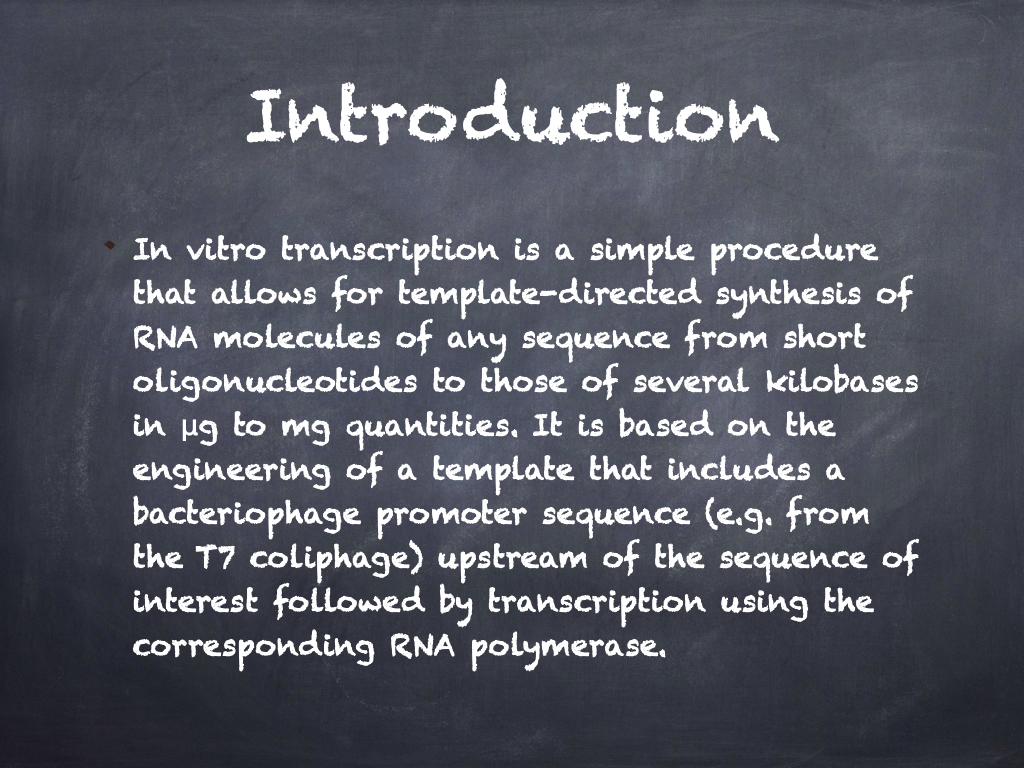 Introduction
In vitro transcription is a simple procedure
that allows for template-directed synthesis of
RNA molecules of any sequence from short
oligonucleotides to those of several kilobases
in μg to mg quantities. It is based on the
engineering of a template that includes a
bacteriophage promoter sequence (e.g. from
the T7 coliphage) upstream of the sequence of
interest followed by transcription using the
corresponding RNA polymerase.